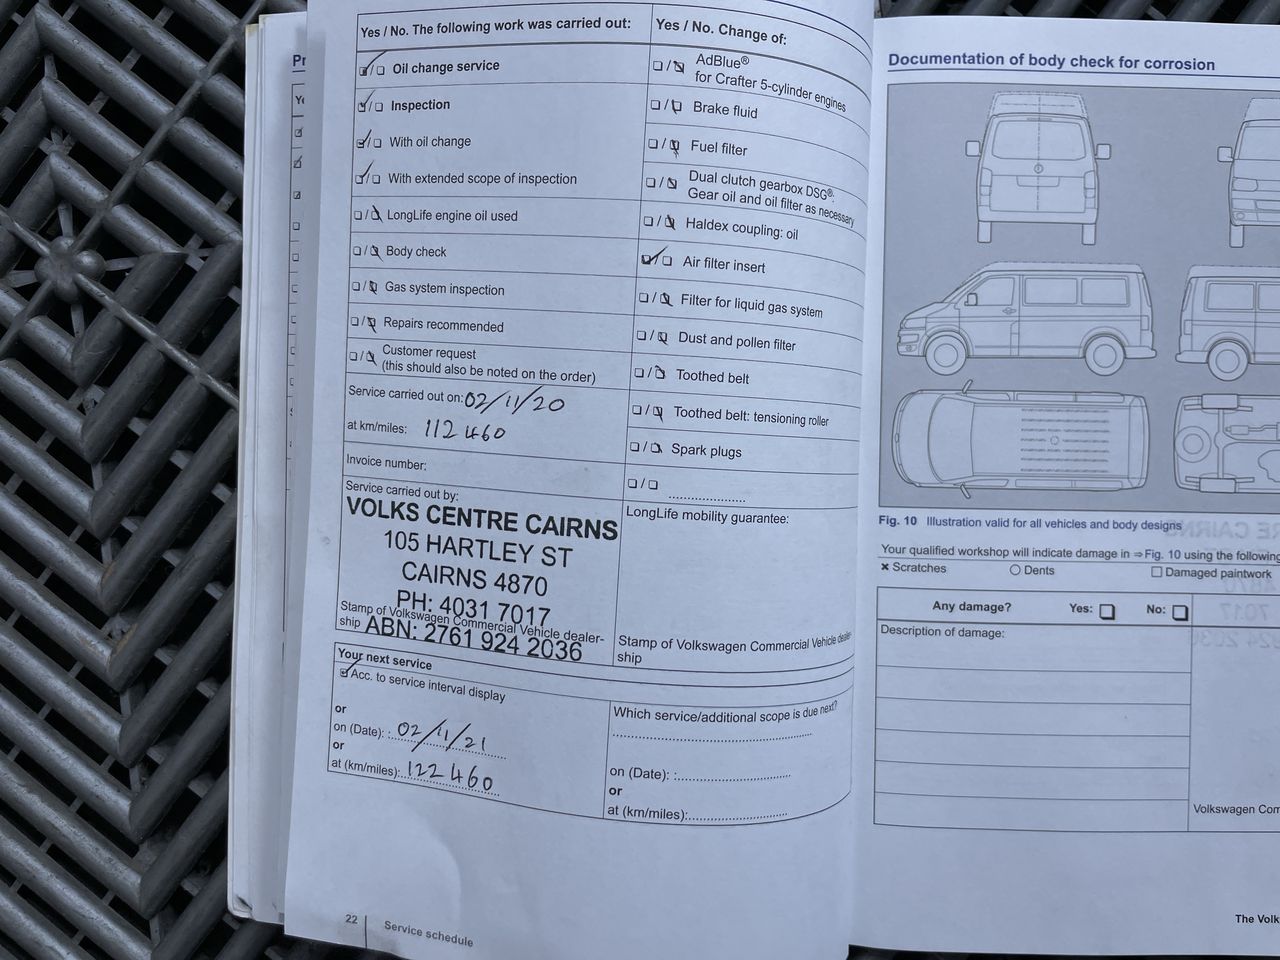 Yes / No. The following work was carried out:
☑/☐ Oil change service
☑/☐ Inspection
☑/☐ With oil change
☑/☐ With extended scope of inspection
☐/☑ LongLife engine oil used
☐/☑ Body check
☐/☑ Gas system inspection
☐/☑ Repairs recommended
☐/☑ Customer request
(this should also be noted on the order)
Service carried out on: 02/11/20
at km/miles: 112 460
Invoice number:
Service carried out by:
VOLKS CENTRE CAIRNS
105 HARTLEY ST
CAIRNS 4870
PH: 4031 7017
Stamp of Volkswagen Commercial Vehicle dealer-
ship ABN: 2761 924 2036
Your next service
☑ Acc. to service interval display
or
on (Date): : 02/11/21
or
at (km/miles): 122 460
Yes / No. Change of:
☐/☑ AdBlue®
for Crafter 5-cylinder engines
☐/☑ Brake fluid
☐/☑ Fuel filter
☐/☑ Dual clutch gearbox DSG®:
Gear oil and oil filter as necessary
☐/☑ Haldex coupling: oil
☑/☐ Air filter insert
☐/☑ Filter for liquid gas system
☐/☑ Dust and pollen filter
☐/☑ Toothed belt
☐/☑ Toothed belt: tensioning roller
☐/☑ Spark plugs
☐/☐ ....................
LongLife mobility guarantee:
Stamp of Volkswagen Commercial Vehicle dealer-
ship
Which service/additional scope is due next?
on (Date): :
or
at (km/miles):
22
Service schedule
Documentation of body check for corrosion
Fig. 10 Illustration valid for all vehicles and body designs
Your qualified workshop will indicate damage in ⇒ Fig. 10 using the following
× Scratches ○ Dents ☐ Damaged paintwork
Any damage? Yes: ☐ No: ☐
Description of damage:
Volkswagen Com
The Volk